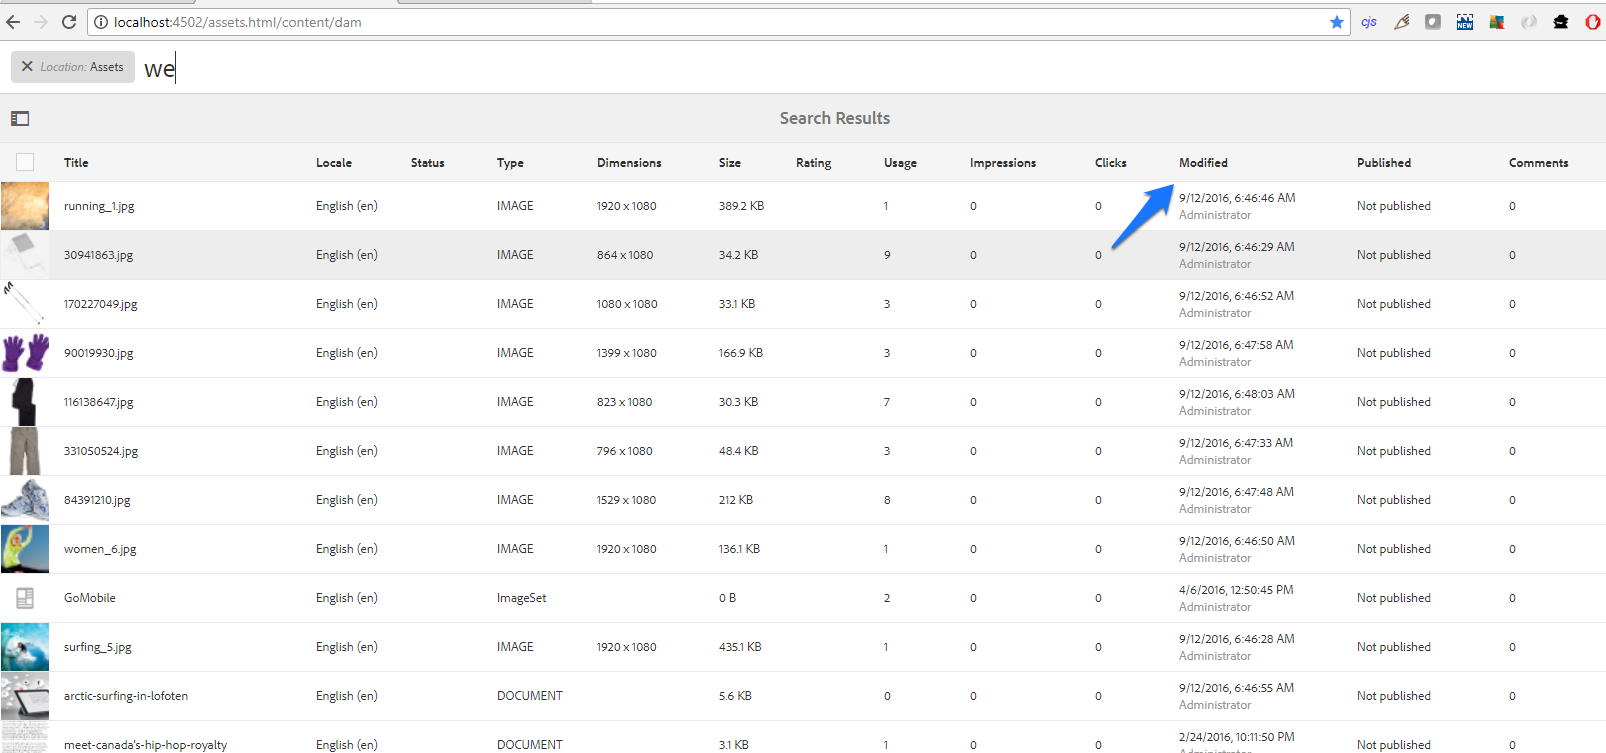 localhost:4502/assets.html/content/dam
cjs
NEW
× Location: Assets we
Search Results
Title Locale Status Type Dimensions Size Rating Usage Impressions Clicks Modified Published Comments
running_1.jpg English (en) IMAGE 1920 x 1080 389.2 KB 1 0 0 9/12/2016, 6:46:46 AM Not published 0
Administrator
30941863.jpg English (en) IMAGE 864 x 1080 34.2 KB 9 0 0 9/12/2016, 6:46:29 AM Not published 0
Administrator
170227049.jpg English (en) IMAGE 1080 x 1080 33.1 KB 3 0 0 9/12/2016, 6:46:52 AM Not published 0
Administrator
90019930.jpg English (en) IMAGE 1399 x 1080 166.9 KB 3 0 0 9/12/2016, 6:47:58 AM Not published 0
Administrator
116138647.jpg English (en) IMAGE 823 x 1080 30.3 KB 7 0 0 9/12/2016, 6:48:03 AM Not published 0
Administrator
331050524.jpg English (en) IMAGE 796 x 1080 48.4 KB 3 0 0 9/12/2016, 6:47:33 AM Not published 0
Administrator
84391210.jpg English (en) IMAGE 1529 x 1080 212 KB 8 0 0 9/12/2016, 6:47:48 AM Not published 0
Administrator
women_6.jpg English (en) IMAGE 1920 x 1080 136.1 KB 1 0 0 9/12/2016, 6:46:50 AM Not published 0
Administrator
GoMobile English (en) ImageSet 0 B 2 0 0 4/6/2016, 12:50:45 PM Not published 0
Administrator
surfing_5.jpg English (en) IMAGE 1920 x 1080 435.1 KB 1 0 0 9/12/2016, 6:46:28 AM Not published 0
Administrator
arctic-surfing-in-lofoten English (en) DOCUMENT 5.6 KB 0 0 0 9/12/2016, 6:46:55 AM Not published 0
Administrator
meet-canada's-hip-hop-royalty English (en) DOCUMENT 3.1 KB 1 0 0 2/24/2016, 10:11:50 PM Not published 0